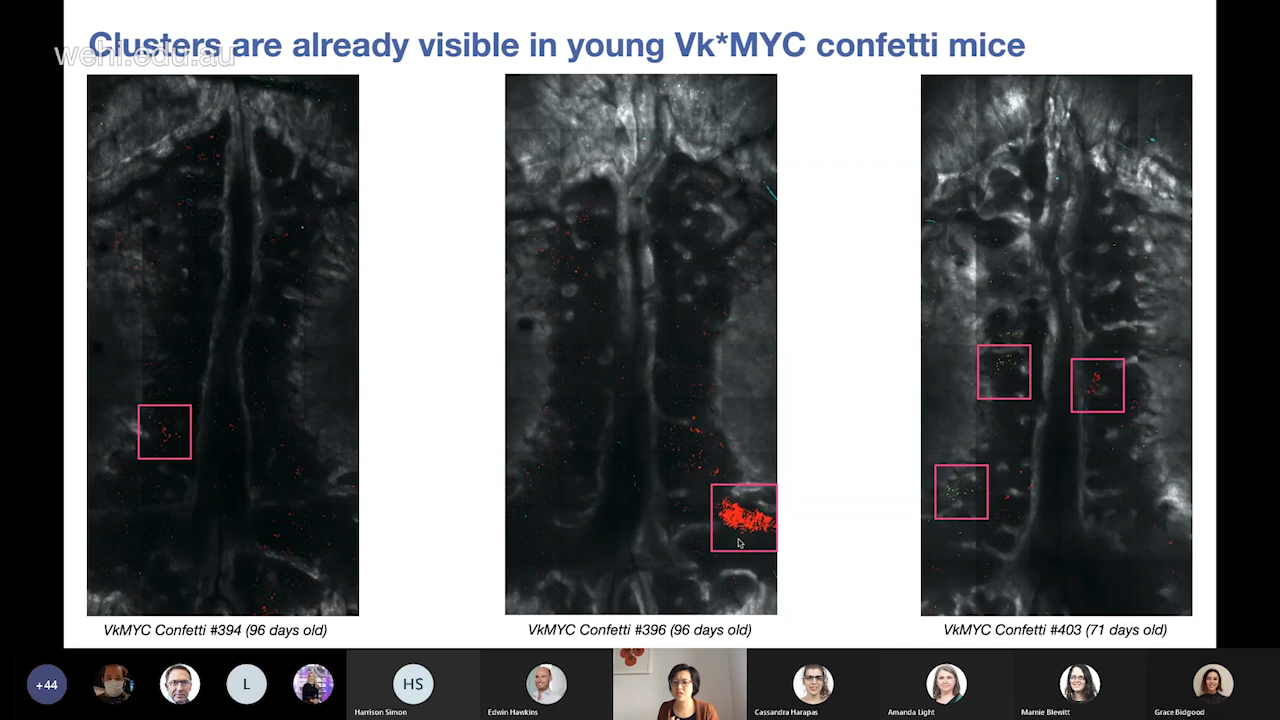 Clusters are already visible in young Vk*MYC confetti mice
wehi.edu.au
VkMYC Confetti #394 (96 days old)
VkMYC Confetti #396 (96 days old)
VkMYC Confetti #403 (71 days old)
+44
L
HS
Harrison Simon
Edwin Hawkins
Cassandra Harapas
Amanda Light
Marnie Blewitt
Grace Bidgood